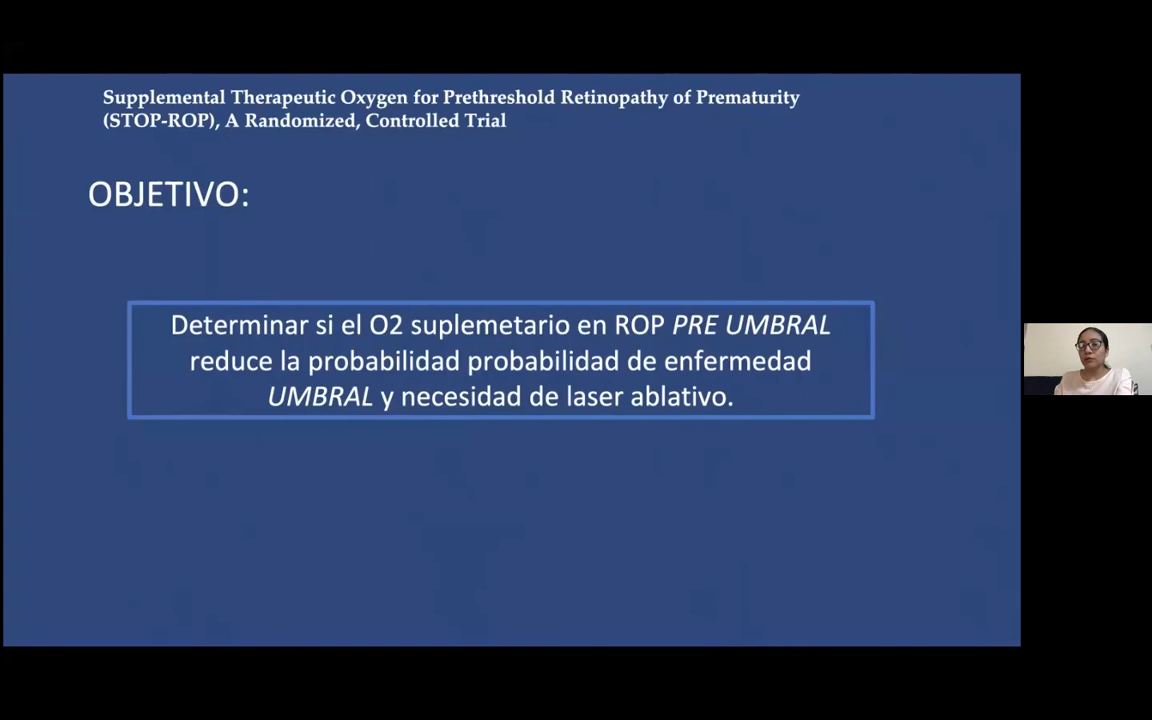 Supplemental Therapeutic Oxygen for Prethreshold Retinopathy of Prematurity
(STOP-ROP), A Randomized, Controlled Trial
OBJETIVO:
Determinar si el O2 suplemetario en ROP PRE UMBRAL
reduce la probabilidad probabilidad de enfermedad
UMBRAL y necesidad de laser ablativo.